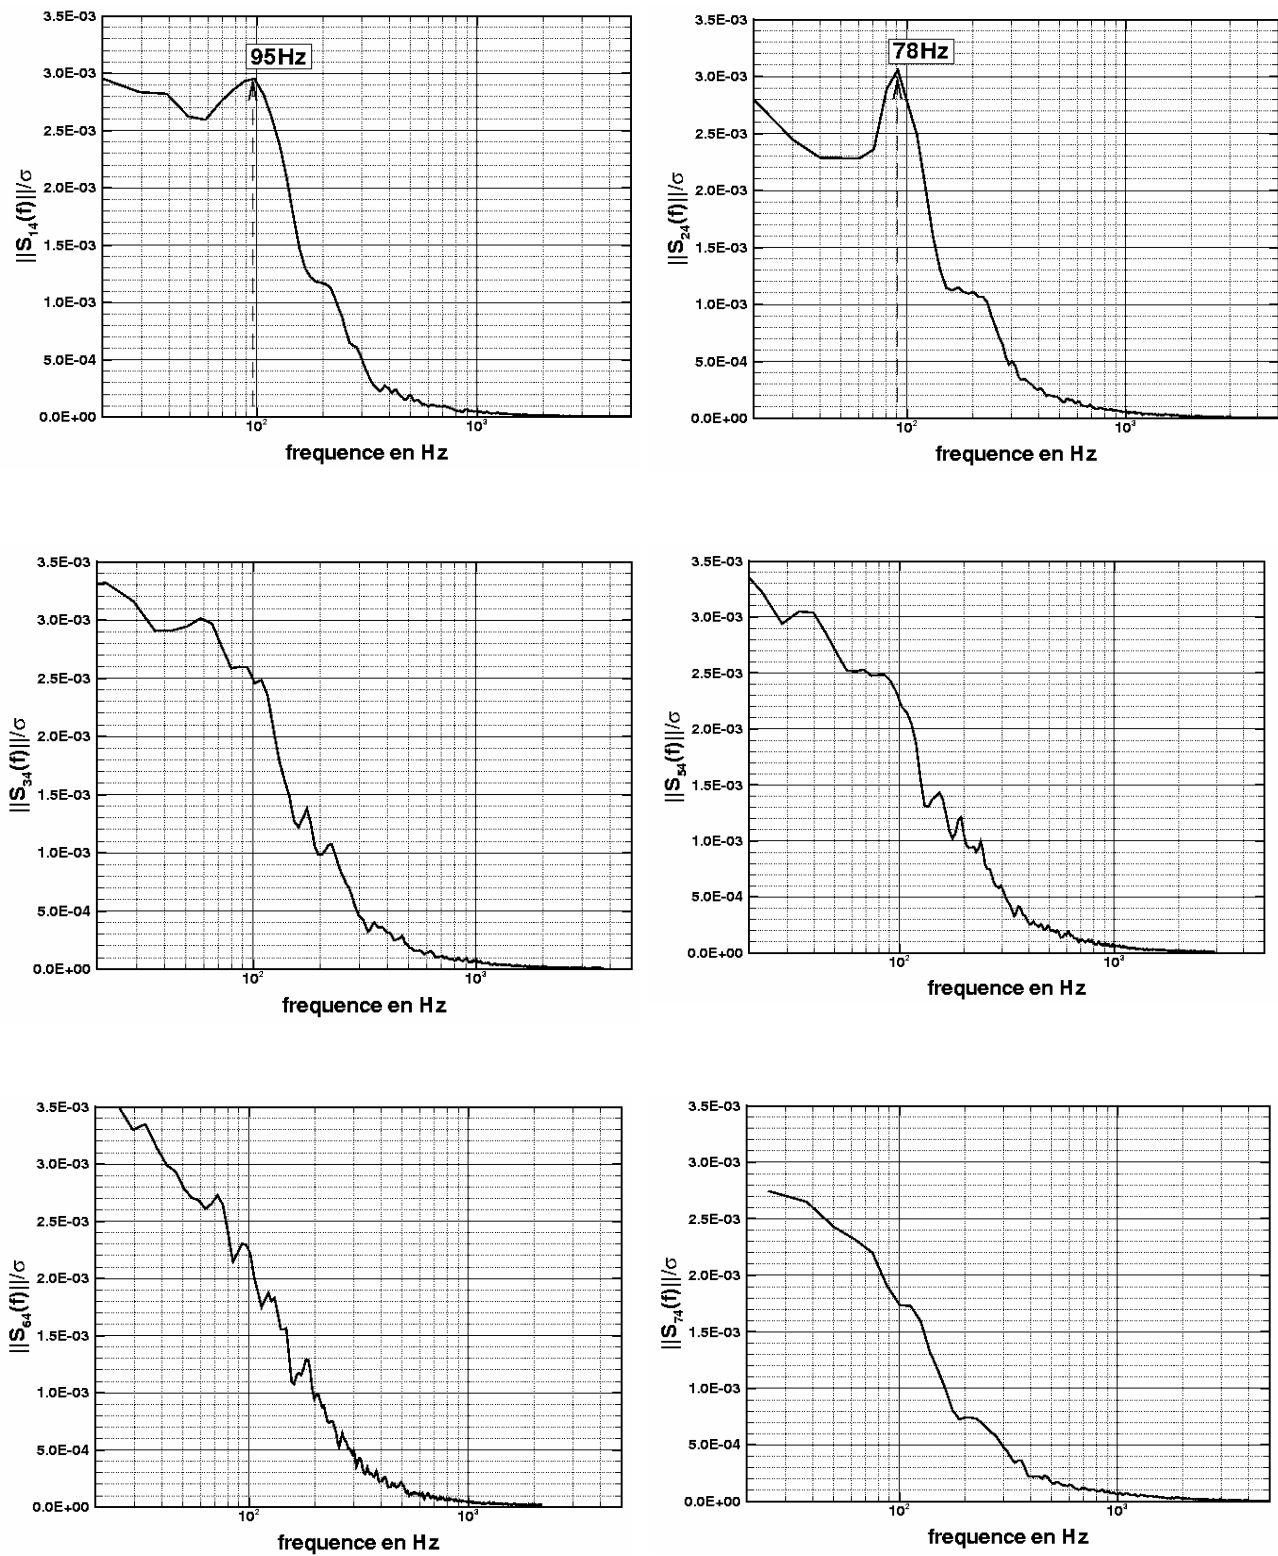 3.5E-03
95Hz
3.0E-03
2.5E-03
2.0E-03
||S14(f)||/σ
1.5E-03
1.0E-03
5.0E-04
0.0E+00
10² 10³
frequence en Hz
3.5E-03
78Hz
3.0E-03
2.5E-03
2.0E-03
||S24(f)||/σ
1.5E-03
1.0E-03
5.0E-04
0.0E+00
10² 10³
frequence en Hz
3.5E-03
3.0E-03
2.5E-03
2.0E-03
||S34(f)||/σ
1.5E-03
1.0E-03
5.0E-04
0.0E+00
10² 10³
frequence en Hz
3.5E-03
3.0E-03
2.5E-03
2.0E-03
||S54(f)||/σ
1.5E-03
1.0E-03
5.0E-04
0.0E+00
10² 10³
frequence en Hz
3.5E-03
3.0E-03
2.5E-03
2.0E-03
||S64(f)||/σ
1.5E-03
1.0E-03
5.0E-04
0.0E+00
10² 10³
frequence en Hz
3.5E-03
3.0E-03
2.5E-03
2.0E-03
||S74(f)||/σ
1.5E-03
1.0E-03
5.0E-04
0.0E+00
10² 10³
frequence en Hz